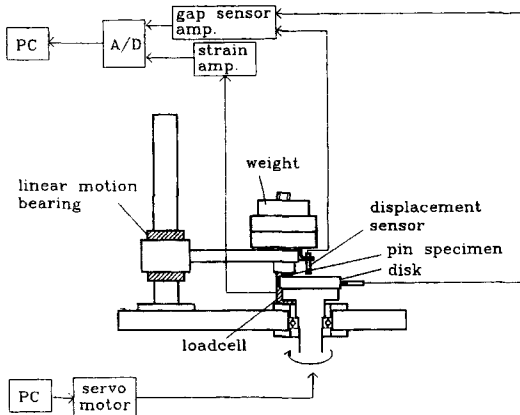 gap sensor
amp.
PC
A/D
strain
amp.
weight
linear motion
bearing
displacement
sensor
pin specimen
disk
loadcell
PC
servo
motor